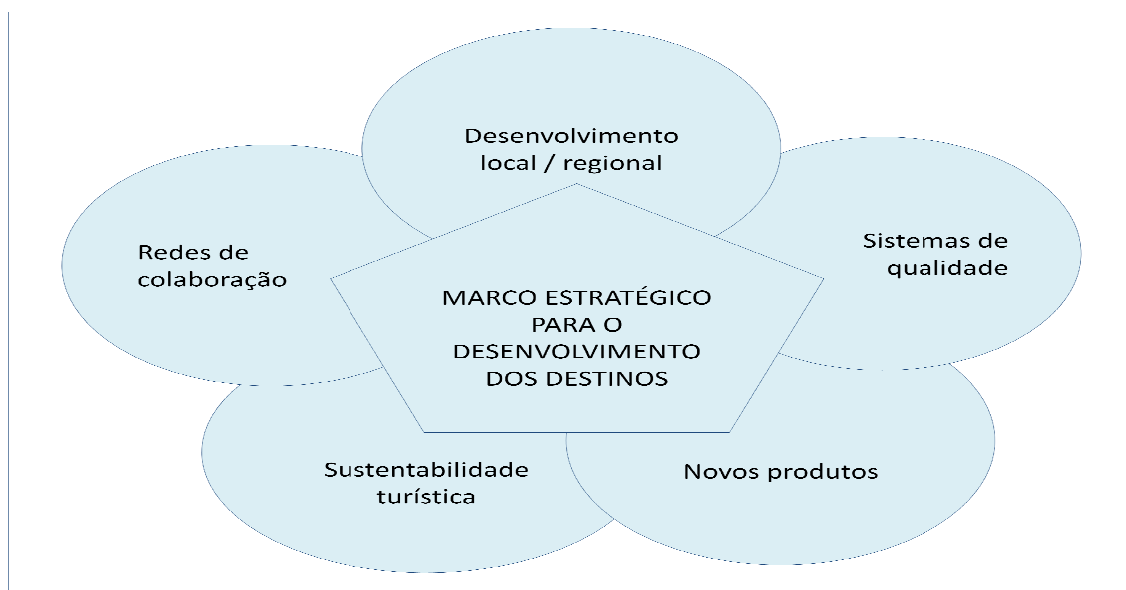 Desenvolvimento
local / regional
Redes de
colaboração
Sistemas de
qualidade
MARCO ESTRATÉGICO
PARA O
DESENVOLVIMENTO
DOS DESTINOS
Sustentabilidade
turística
Novos produtos